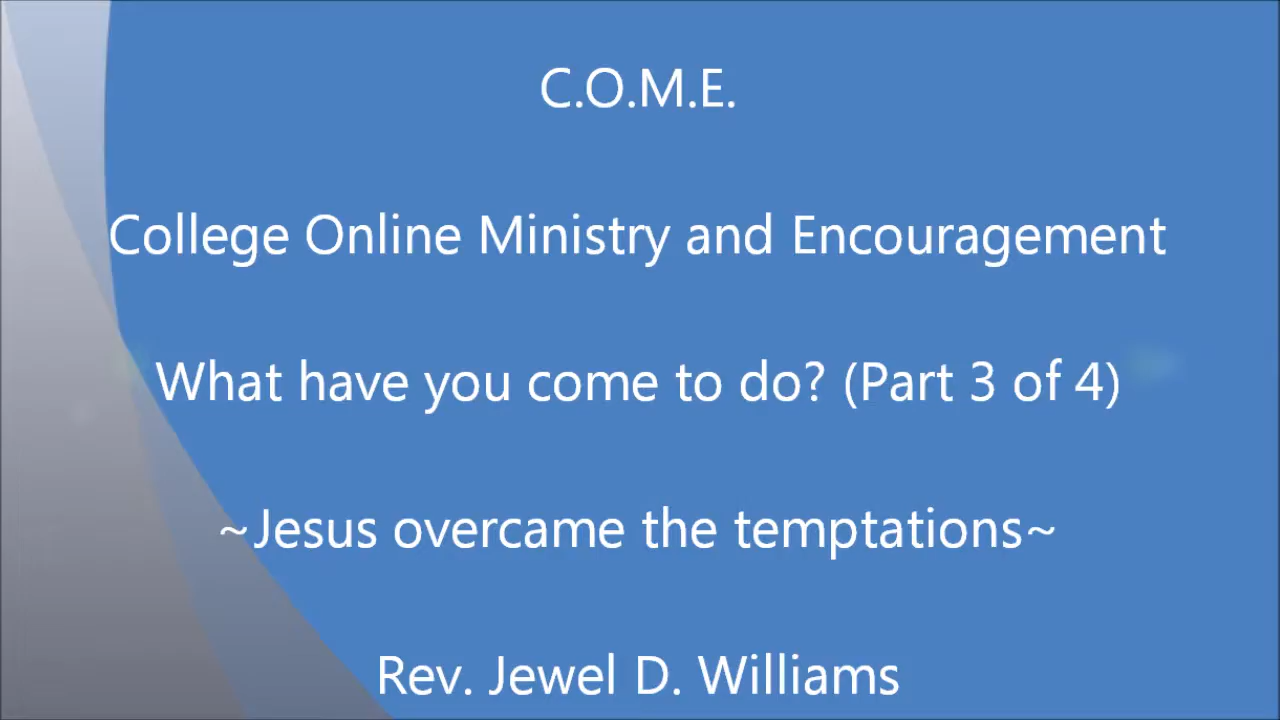 C.O.M.E.
College Online Ministry and Encouragement
What have you come to do? (Part 3 of 4)
~Jesus overcame the temptations~
Rev. Jewel D. Williams